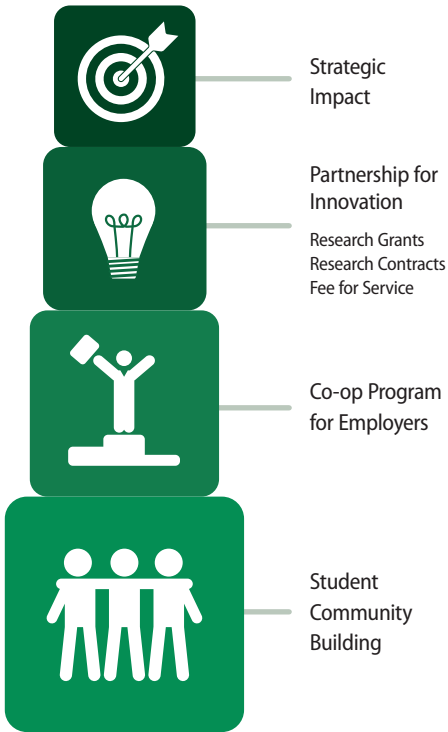 Strategic
Impact
Partnership for
Innovation
Research Grants
Research Contracts
Fee for Service
Co-op Program
for Employers
Student
Community
Building